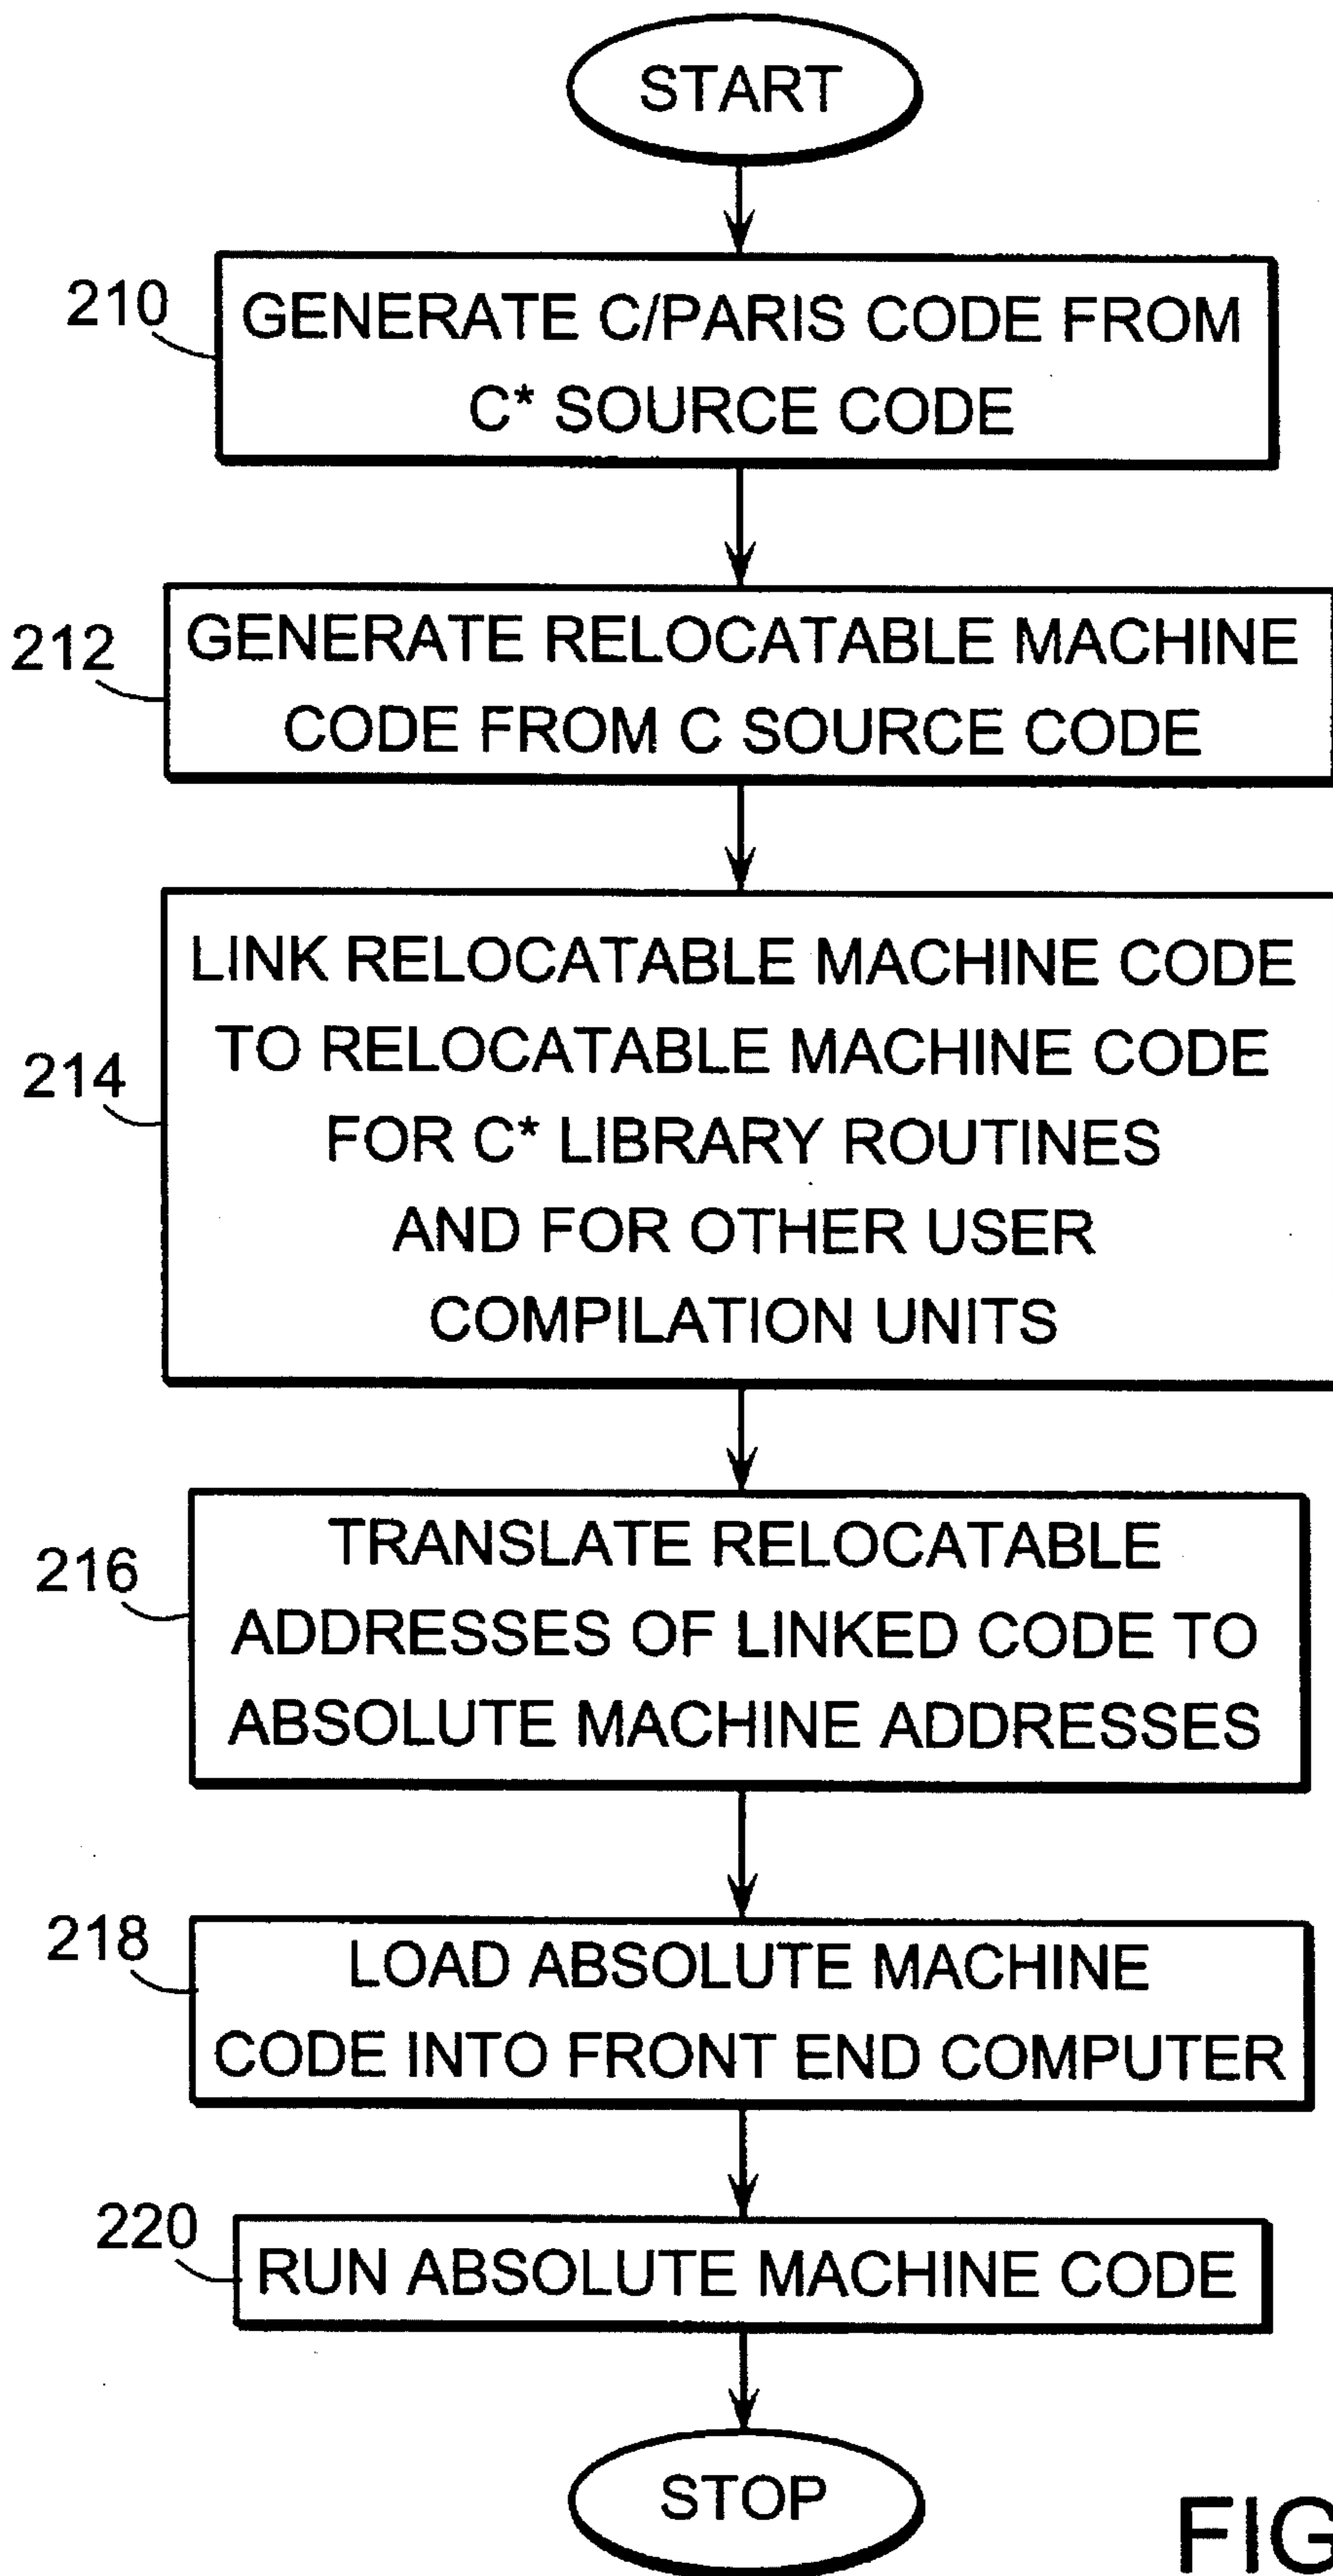 START
210
GENERATE C/PARIS CODE FROM
C* SOURCE CODE
212
GENERATE RELOCATABLE MACHINE
CODE FROM C SOURCE CODE
214
LINK RELOCATABLE MACHINE CODE
TO RELOCATABLE MACHINE CODE
FOR C* LIBRARY ROUTINES
AND FOR OTHER USER
COMPILATION UNITS
216
TRANSLATE RELOCATABLE
ADDRESSES OF LINKED CODE TO
ABSOLUTE MACHINE ADDRESSES
218
LOAD ABSOLUTE MACHINE
CODE INTO FRONT END COMPUTER
220
RUN ABSOLUTE MACHINE CODE
STOP
FIG